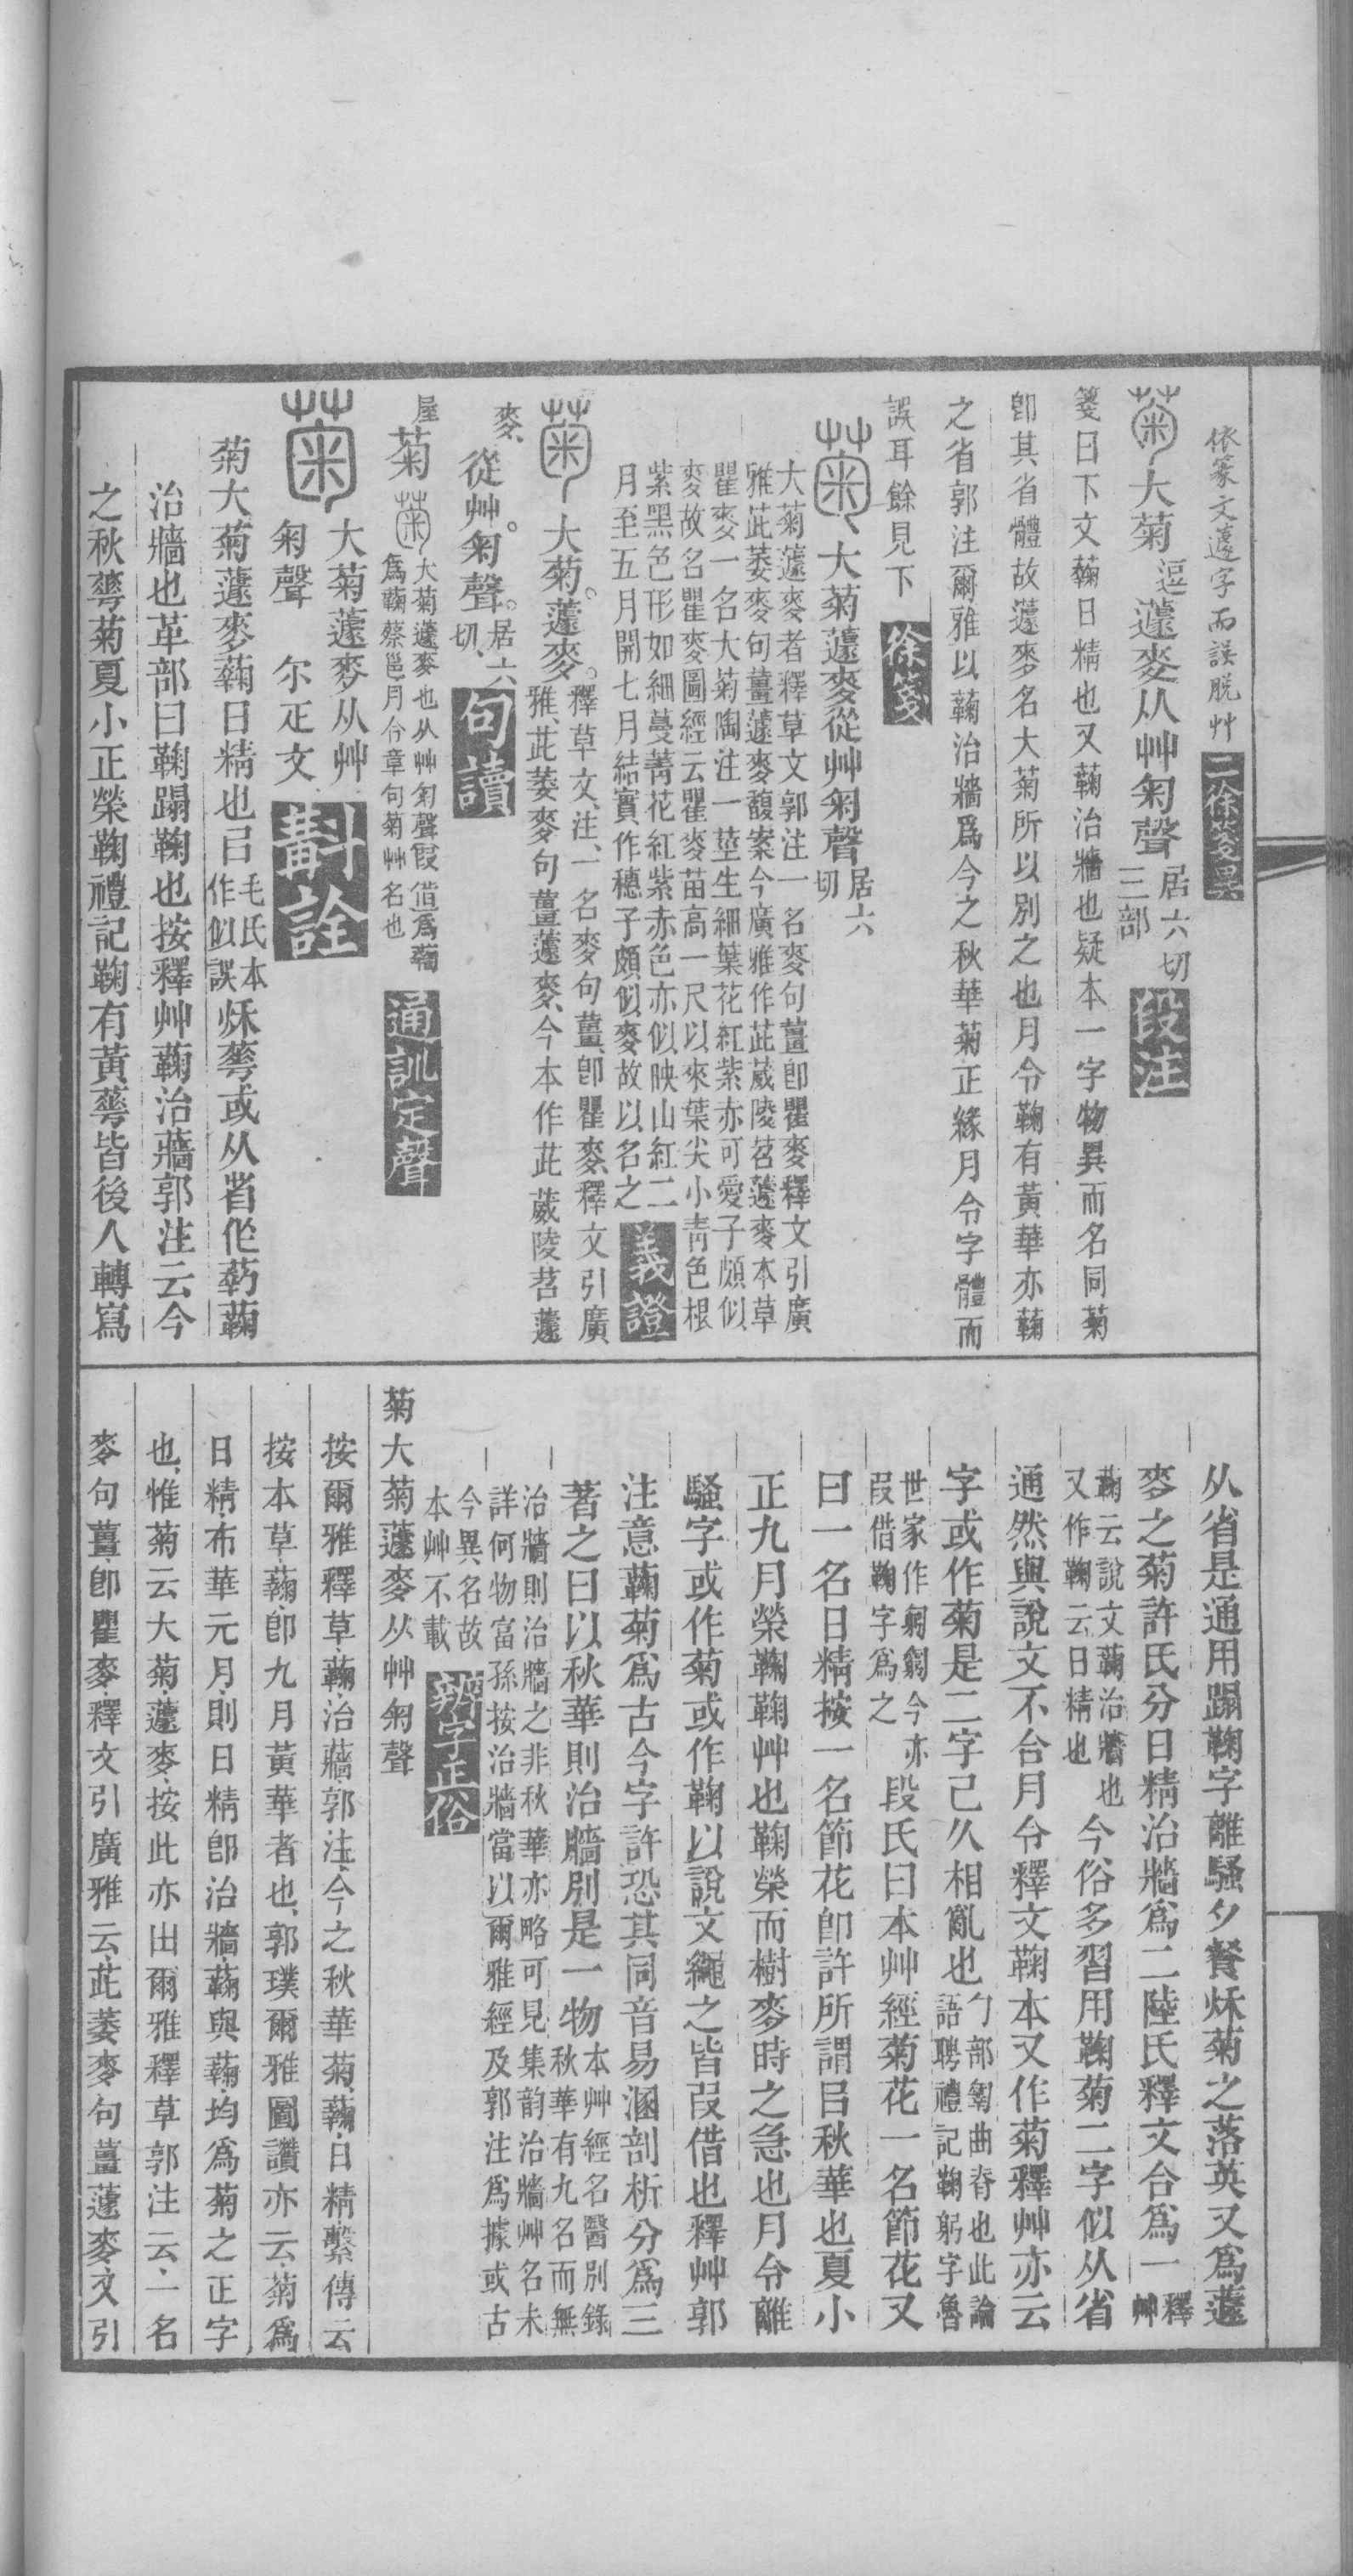 依篆文蘧字而誤脫艸 二徐箋異
菊 大菊逗蘧麥从艸匊聲 居六切三部 段注
箋曰下文蘜日精也又蘜治牆也疑本一字物異而名同菊
卽其省體故蘧麥名大菊所以別之也月令鞠有黃華亦蘜
之省郭注爾雅以蘜治牆爲今之秋華菊正緣月令字體而
誤耳餘見下 徐箋
菊 大菊蘧麥從艸匊聲 居六切
大菊蘧麥者釋草文郭注一名麥句薑卽瞿麥釋文引廣
雅茈萎麥句薑蘧麥馥案今廣雅作茈葳陵苕蘧麥本草
瞿麥一名大菊陶注一莖生細葉花紅紫赤可愛子頗似
麥故名瞿麥圖經云瞿麥苗高一尺以來葉尖小靑色根
紫黑色形如細蔓菁花紅紫赤色亦似映山紅二
月至五月開七月結實作穗子頗似麥故以名之 義證
菊 大菊。蘧麥。釋草文、注、一名麥句薑、卽瞿麥、釋文引廣
雅、茈萎麥句薑蘧麥、今本作茈葳陵苕蘧
麥、從艸。匊聲。居六切、 句讀
屋 菊 菊 大菊蘧麥也从艸匊聲叚借爲蘜
爲蘜蔡邕月令章句菊艸名也 通訓定聲
菊 大菊蘧麥从艸
匊聲 尒疋文 斠詮
菊大菊蘧麥蘜日精也㠯毛氏本作似誤秌蕚或从省作䓶蘜
治牆也革部曰鞠蹋鞠也按釋艸蘜治蘠郭注云今
之秋蕚菊夏小正榮鞠禮記鞠有黃蕚皆後人轉寫
从省是通用蹋鞠字離騷夕餐秌菊之落英又爲蘧
麥之菊許氏分日精治牆爲二陸氏釋文合爲一釋艸
蘜云說文蘜治牆也又作鞠云日精也 今俗多習用鞠菊二字似从省
通然與說文不合月令釋文鞠本又作菊釋艸亦云
字或作菊是二字已久相亂也勹部匊曲脊也此論語聘禮記鞠躬字魯
世家作匑匑今亦叚借鞠字爲之 段氏曰本艸經菊花一名節花又
曰一名日精按一名節花卽許所謂㠯秋華也夏小
正九月榮鞠鞠艸也鞠榮而樹麥時之急也月令離
騷字或作菊或作鞠以說文繩之皆叚借也釋艸郭
注意蘜菊爲古今字許恐其同音易溷剖析分爲三
著之曰以秋華則治牆別是一物本艸經名醫別錄秋華有九名而無
治牆則治牆之非秋華亦略可見集韵治牆艸名未
詳何物富孫按治牆當以爾雅經及郭注爲據或古
今異名故本艸不載 辨字正俗
菊大菊蘧麥从艸匊聲
按爾雅釋草、蘜、治蘠、郭注、今之秋華菊、蘜、日精、繫傳云
按本草、蘜、卽九月黃華者也、郭璞爾雅圖讚亦云、菊爲
日精、布華元月、則日精卽治牆、蘜與蘜、均爲菊之正字
也、惟菊云大菊、蘧麥、按此亦出爾雅釋草郭注云、一名
麥句薑、卽瞿麥、釋文引廣雅云、茈萎麥句薑蘧麥、文引